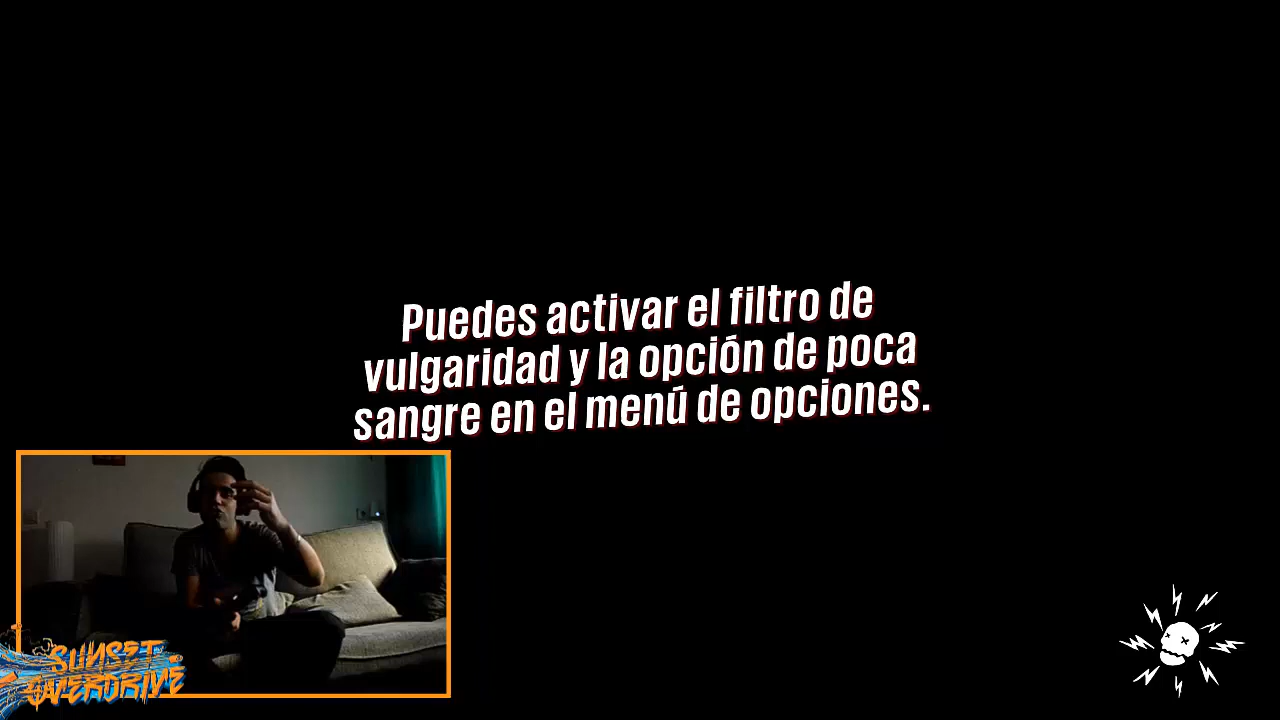 Puedes activar el filtro de
vulgaridad y la opción de poca
sangre en el menú de opciones.
SUNSET
OVERDRIVE